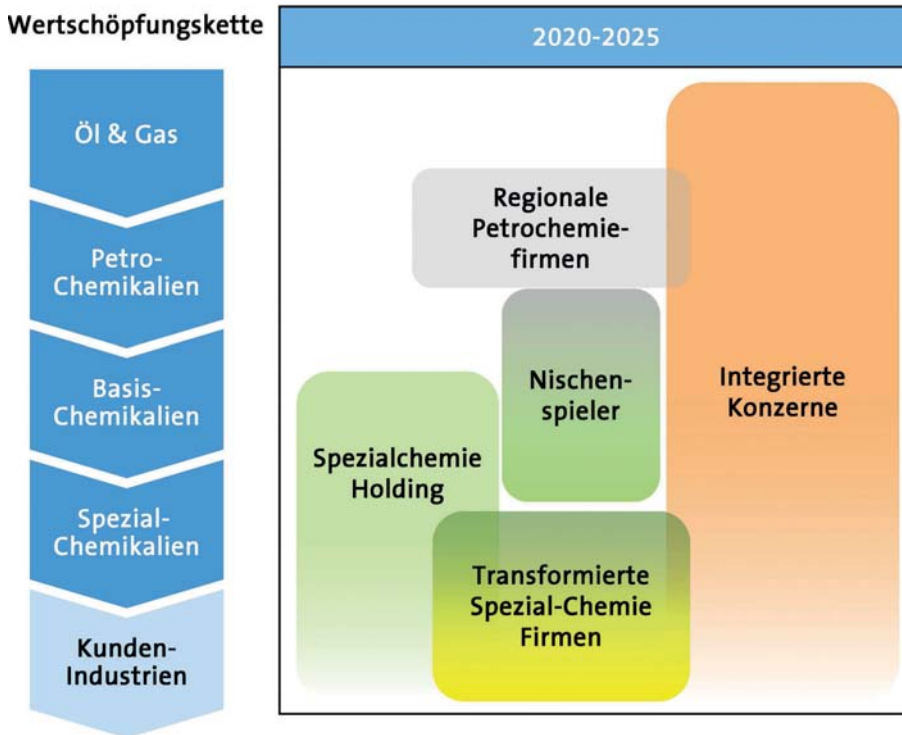 Wertschöpfungskette
2020-2025
Öl & Gas
Petro-
Chemikalien
Basis-
Chemikalien
Spezial-
Chemikalien
Kunden-
Industrien
Regionale
Petrochemie-
firmen
Nischen-
spieler
Integrierte
Konzerne
Spezialchemie
Holding
Transformierte
Spezial-Chemie
Firmen